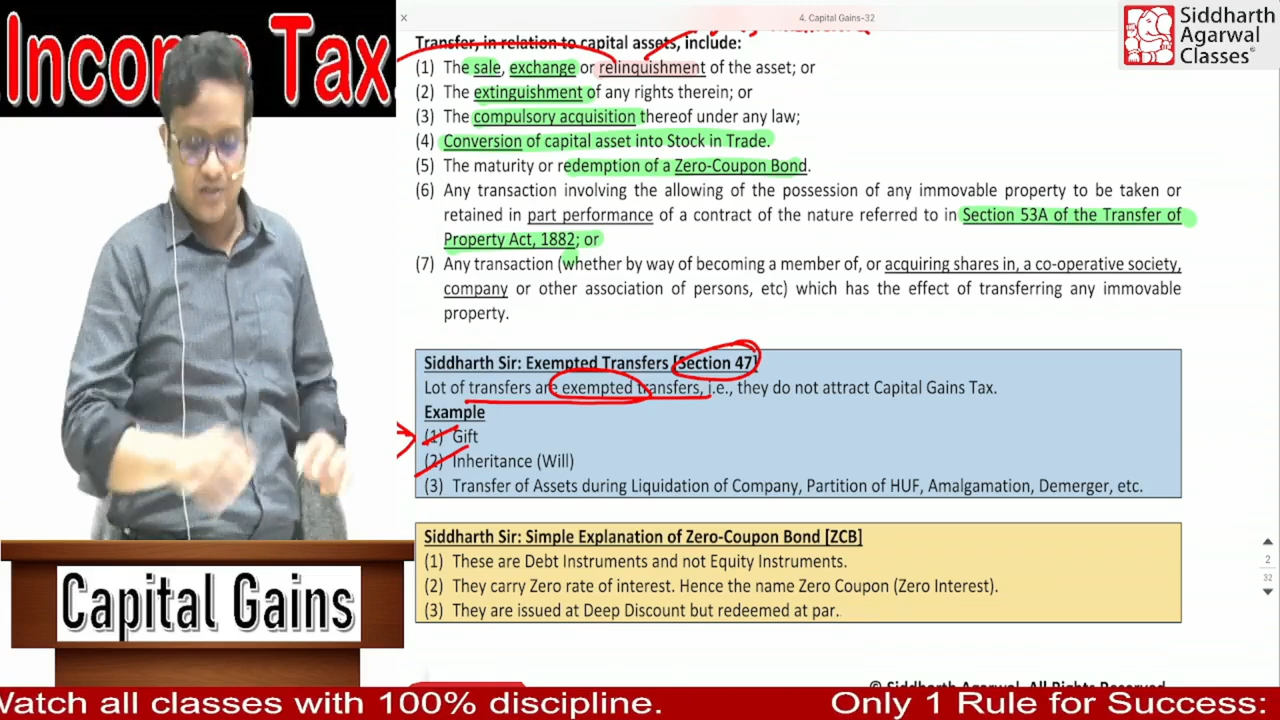 Income Tax
4. Capital Gains-32
Siddharth
Agarwal
Classes
Transfer, in relation to capital assets, include:
(1) The sale, exchange or relinquishment of the asset; or
(2) The extinguishment of any rights therein; or
(3) The compulsory acquisition thereof under any law;
(4) Conversion of capital asset into Stock in Trade.
(5) The maturity or redemption of a Zero-Coupon Bond.
(6) Any transaction involving the allowing of the possession of any immovable property to be taken or
retained in part performance of a contract of the nature referred to in Section 53A of the Transfer of
Property Act, 1882; or
(7) Any transaction (whether by way of becoming a member of, or acquiring shares in, a co-operative society,
company or other association of persons, etc) which has the effect of transferring any immovable
property.
Siddharth Sir: Exempted Transfers [Section 47]
Lot of transfers are exempted transfers, i.e., they do not attract Capital Gains Tax.
Example
(1) Gift
(2) Inheritance (Will)
(3) Transfer of Assets during Liquidation of Company, Partition of HUF, Amalgamation, Demerger, etc.
Siddharth Sir: Simple Explanation of Zero-Coupon Bond [ZCB]
(1) These are Debt Instruments and not Equity Instruments.
(2) They carry Zero rate of interest. Hence the name Zero Coupon (Zero Interest).
(3) They are issued at Deep Discount but redeemed at par.
2
32
Capital Gains
© Siddharth Agarwal, All Rights Reserved
Watch all classes with 100% discipline. Only 1 Rule for Success: